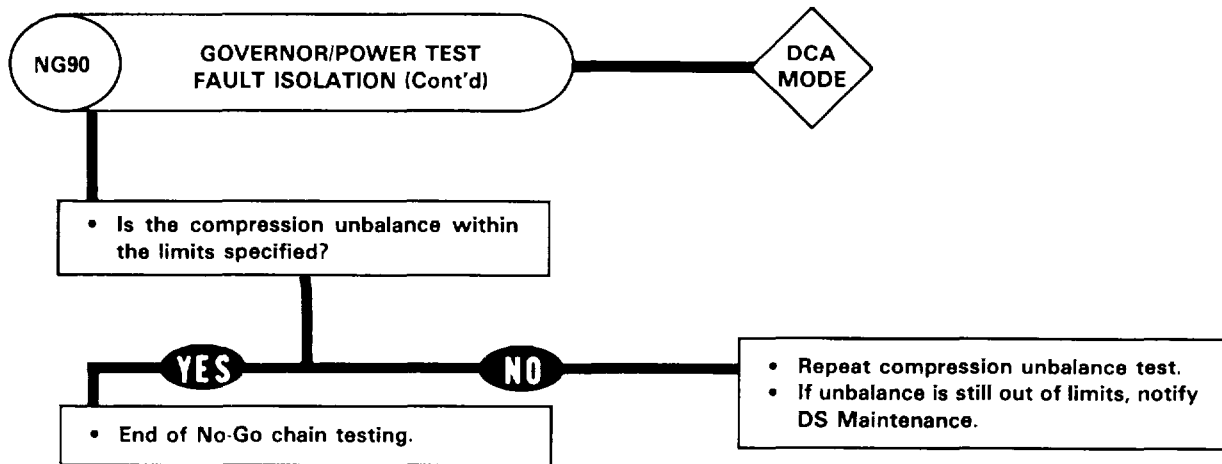 NG90
GOVERNOR/POWER TEST
FAULT ISOLATION (Cont'd)
DCA
MODE
• Is the compression unbalance within
the limits specified?
YES
NO
• Repeat compression unbalance test.
• If unbalance is still out of limits, notify
DS Maintenance.
• End of No-Go chain testing.